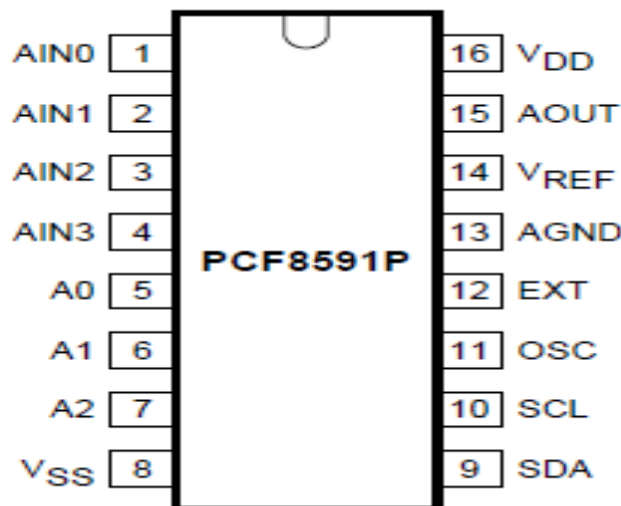 AIN0 1 16 VDD
AIN1 2 15 AOUT
AIN2 3 14 VREF
AIN3 4 13 AGND
PCF8591P
A0 5 12 EXT
A1 6 11 OSC
A2 7 10 SCL
VSS 8 9 SDA